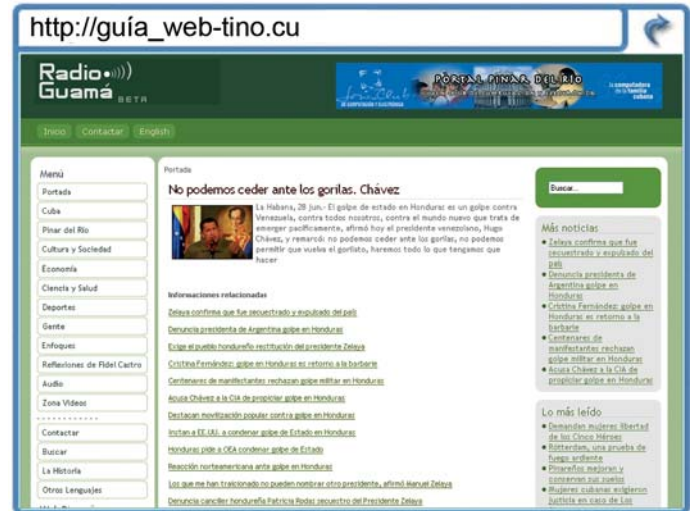 http://guía_web-tino.cu
Radio
Guamá BETA
PORTAL PINAR DEL RÍO
Inicio Contactar English
Menú
Portada
Cuba
Pinar del Río
Cultura y Sociedad
Economía
Ciencia y Salud
Deportes
Gente
Enfoques
Reflexiones de Fidel Castro
Audio
Zona Videos
Contactar
Buscar
La Historia
Otros Lenguajes
Portada
No podemos ceder ante los gorilas. Chávez
La Habana, 28 jun.- El golpe de estado en Honduras es un golpe contra
Venezuela, contra todos nosotros, contra el mundo nuevo que trata de
emerger pacíficamente, afirmó hoy el presidente venezolano, Hugo
Chávez, y remarcó: no podemos ceder ante los gorilas, no podemos
permitir que vuelva el gorilato, haremos todo lo que tengamos que
hacer
Informaciones relacionadas
Zelaya confirma que fue secuestrado y expulsado del país
Denuncia presidenta de Argentina golpe en Honduras
Exige el pueblo hondureño restitución del presidente Zelaya
Cristina Fernández: golpe en Honduras es retorno a la barbarie
Centenares de manifestantes rechazan golpe militar en Honduras
Acusa Chávez a la CIA de propiciar golpe en Honduras
Destacan movilización popular contra golpe en Honduras
Instan a EE.UU. a condenar golpe de Estado en Honduras
Honduras pide a OEA condenar golpe de Estado
Reacción norteamericana ante golpe en Honduras
Los que me han traicionado no pueden nombrar otro presidente, afirmó Manuel Zelaya
Denuncia canciller hondureña Patricia Rodas secuestro del Presidente Zelaya
Buscar...
Más noticias
Zelaya confirma que fue
secuestrado y expulsado del
país
Denuncia presidenta de
Argentina golpe en
Honduras
Cristina Fernández: golpe en
Honduras es retorno a la
barbarie
Centenares de
manifestantes rechazan
golpe militar en Honduras
Acusa Chávez a la CIA de
propiciar golpe en Honduras
Lo más leído
Demandan mujeres libertad
de los Cinco Héroes
Rótterdam, una prueba de
fuego ardiente
Pinareños mejoran y
conservan sus suelos
Mujeres cubanas exigieron
justicia en caso de Los